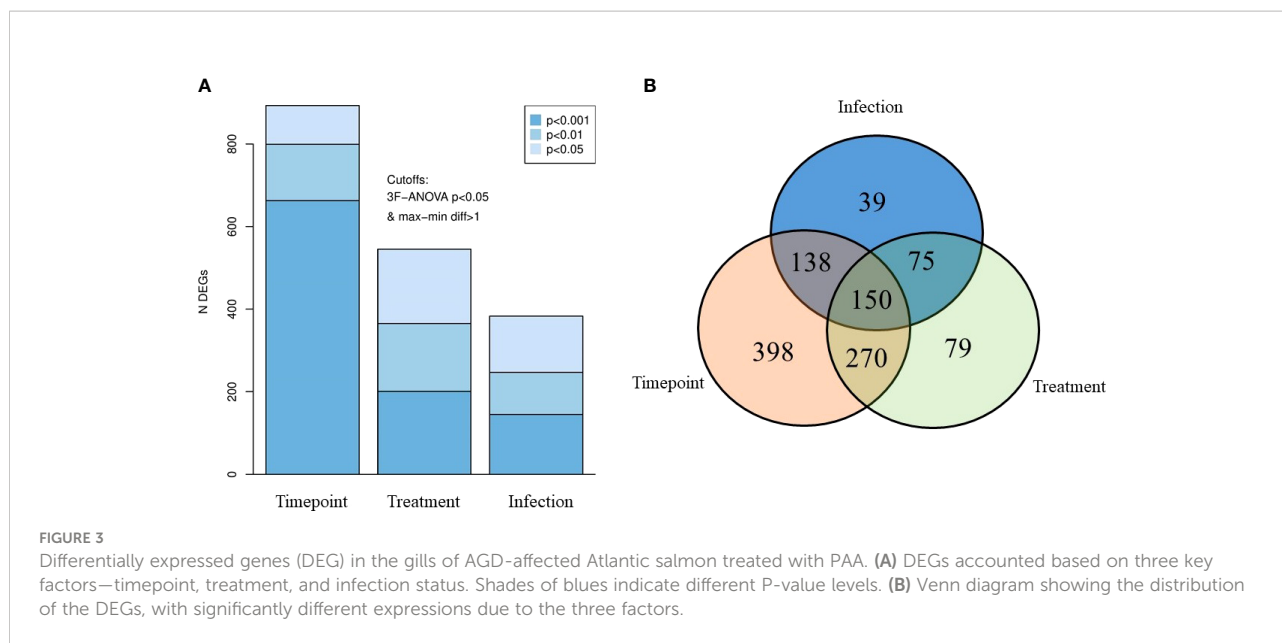 A
N DEGs
0
200
400
600
800
p<0.001
p<0.01
p<0.05
Cutoffs:
3F−ANOVA p<0.05
& max−min diff>1
Timepoint
Treatment
Infection
B
Infection
39
138
75
150
398
270
79
Timepoint
Treatment
FIGURE 3
Differentially expressed genes (DEG) in the gills of AGD-affected Atlantic salmon treated with PAA. (A) DEGs accounted based on three key
factors—timepoint, treatment, and infection status. Shades of blues indicate different P-value levels. (B) Venn diagram showing the distribution
of the DEGs, with significantly different expressions due to the three factors.